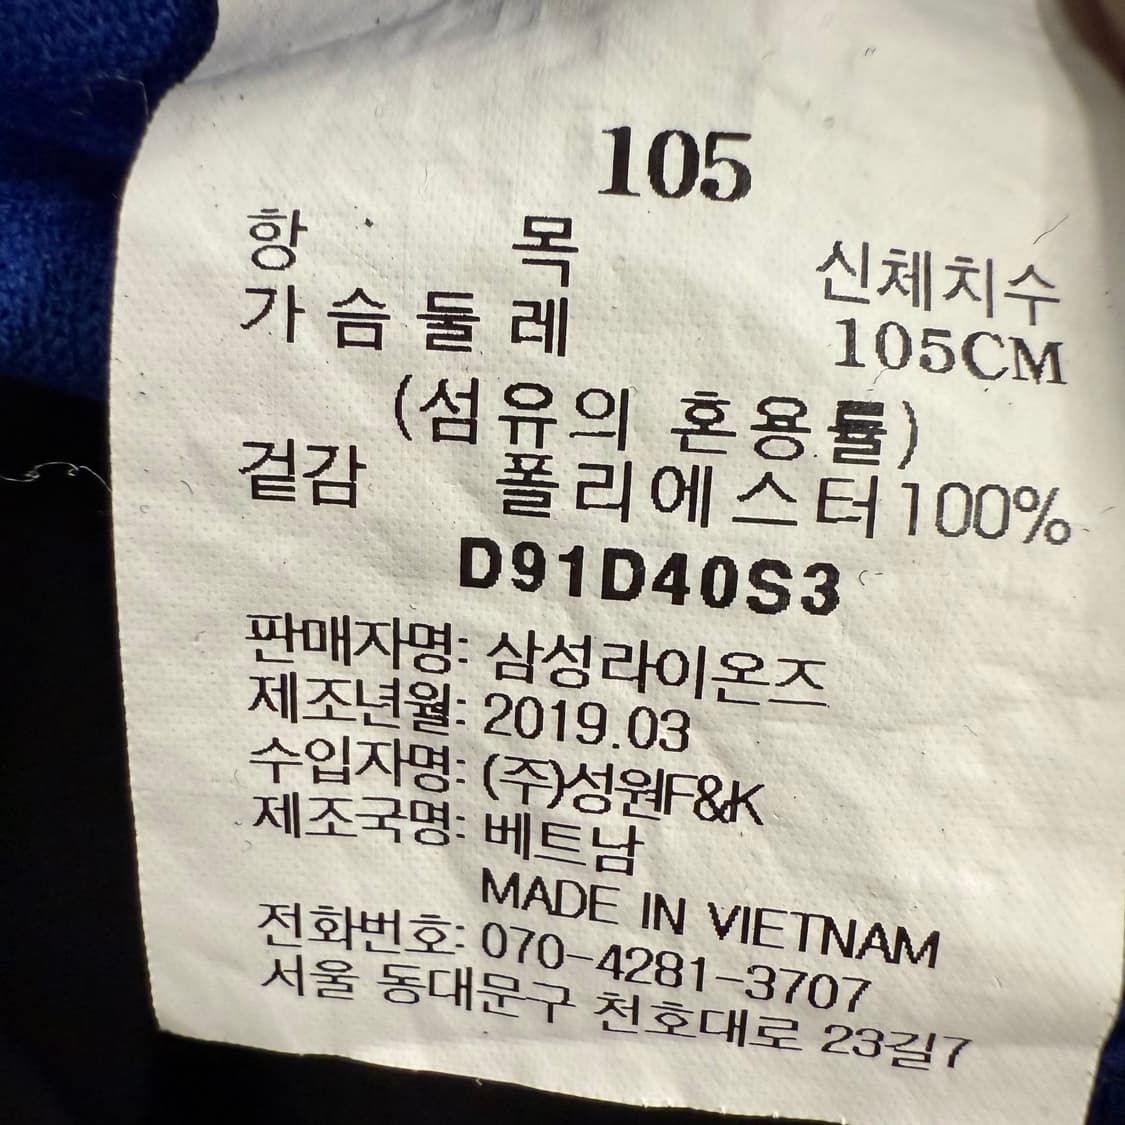 105
항 목 신체치수
가슴둘레 105CM
(섬유의 혼용률)
겉감 폴리에스터100%
D91D40S3
판매자명: 삼성라이온즈
제조년월: 2019.03
수입자명: (주)성원F&K
제조국명: 베트남
MADE IN VIETNAM
전화번호: 070-4281-3707
서울 동대문구 천호대로 23길7